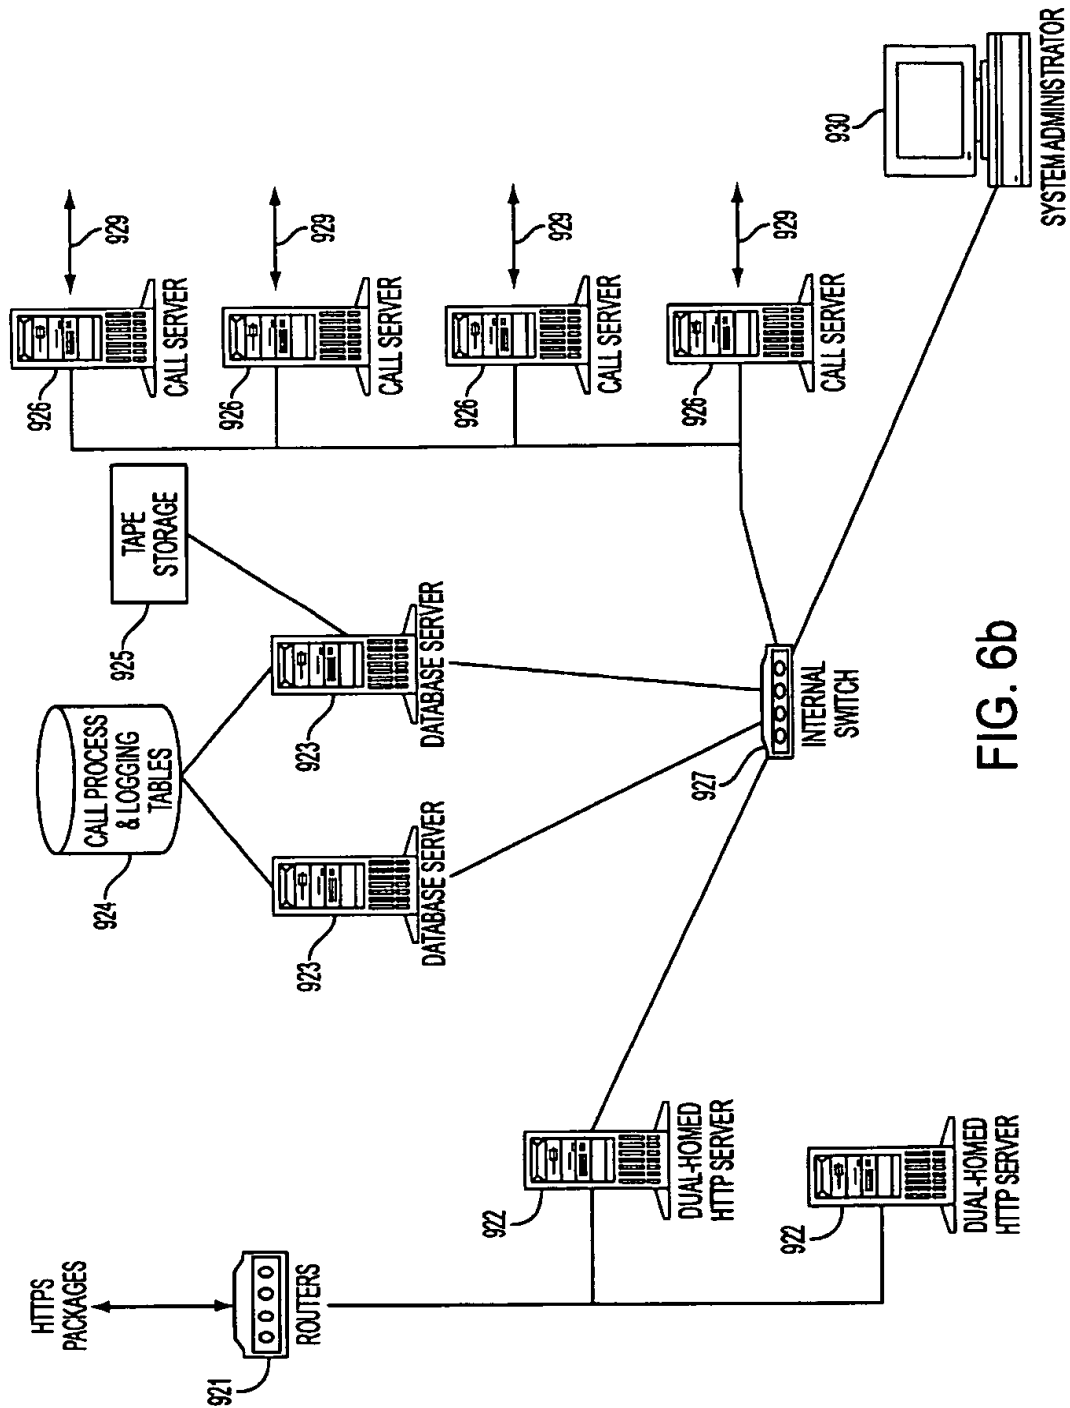 HTTPS
PACKAGES
921
ROUTERS
922
DUAL-HOMED
HTTP SERVER
922
DUAL-HOMED
HTTP SERVER
924
CALL PROCESS
& LOGGING
TABLES
923
DATABASE SERVER
923
DATABASE SERVER
925
TAPE
STORAGE
927
INTERNAL
SWITCH
926
CALL SERVER
929
926
CALL SERVER
929
926
CALL SERVER
929
926
CALL SERVER
929
930
SYSTEM ADMINISTRATOR
FIG. 6b